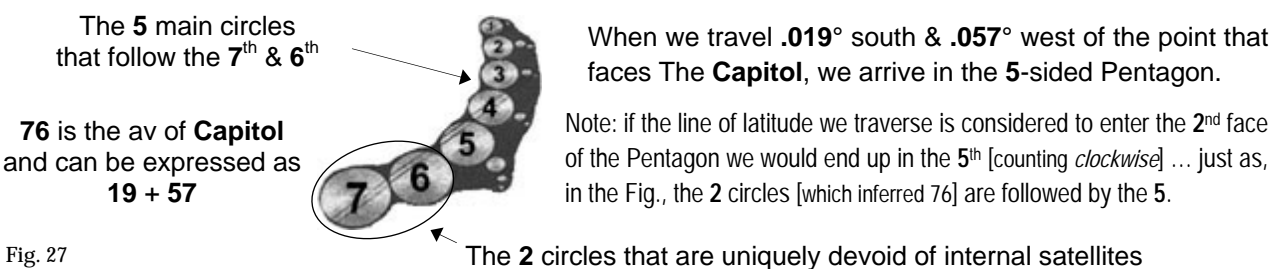 The 5 main circles
that follow the 7th & 6th
76 is the av of Capitol
and can be expressed as
19 + 57
1
2
3
4
5
6
7
When we travel .019° south & .057° west of the point that
faces The Capitol, we arrive in the 5-sided Pentagon.
Note: if the line of latitude we traverse is considered to enter the 2nd face
of the Pentagon we would end up in the 5th [counting clockwise] … just as,
in the Fig., the 2 circles [which inferred 76] are followed by the 5.
Fig. 27
The 2 circles that are uniquely devoid of internal satellites